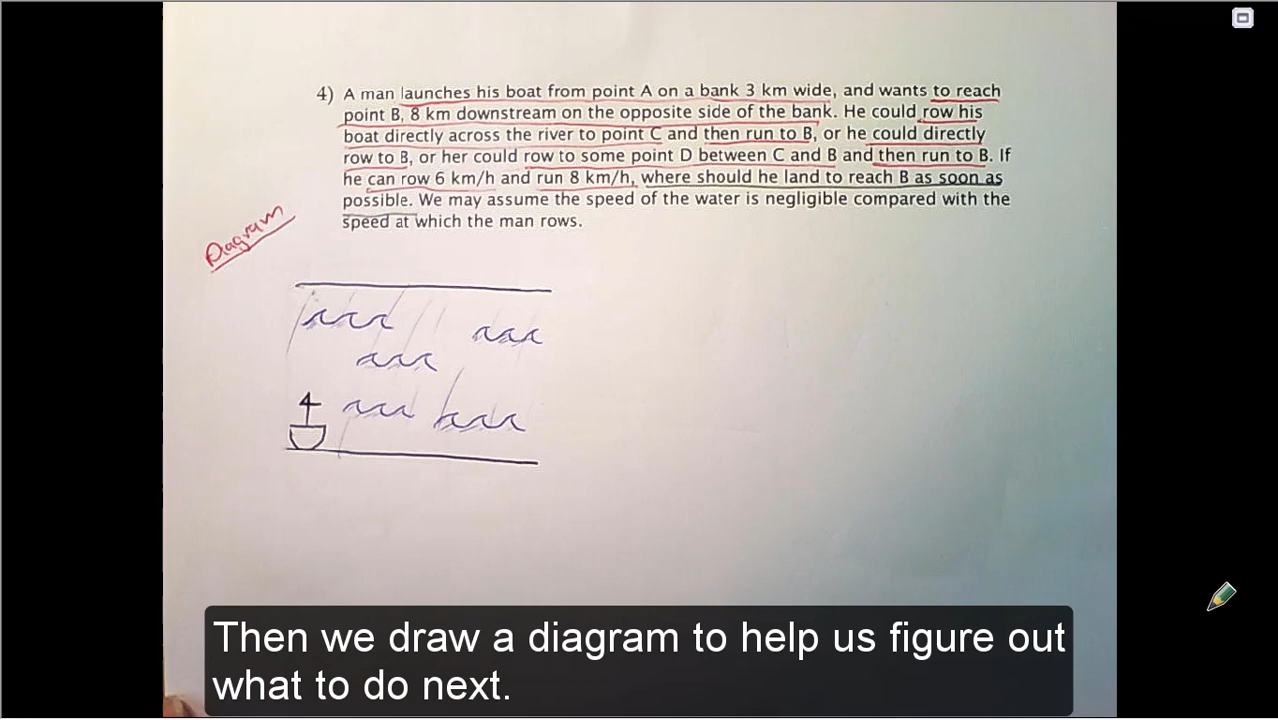 4) A man launches his boat from point A on a bank 3 km wide, and wants to reach
point B, 8 km downstream on the opposite side of the bank. He could row his
boat directly across the river to point C and then run to B, or he could directly
row to B, or her could row to some point D between C and B and then run to B. If
he can row 6 km/h and run 8 km/h, where should he land to reach B as soon as
possible. We may assume the speed of the water is negligible compared with the
speed at which the man rows.
Diagram
Then we draw a diagram to help us figure out
what to do next.